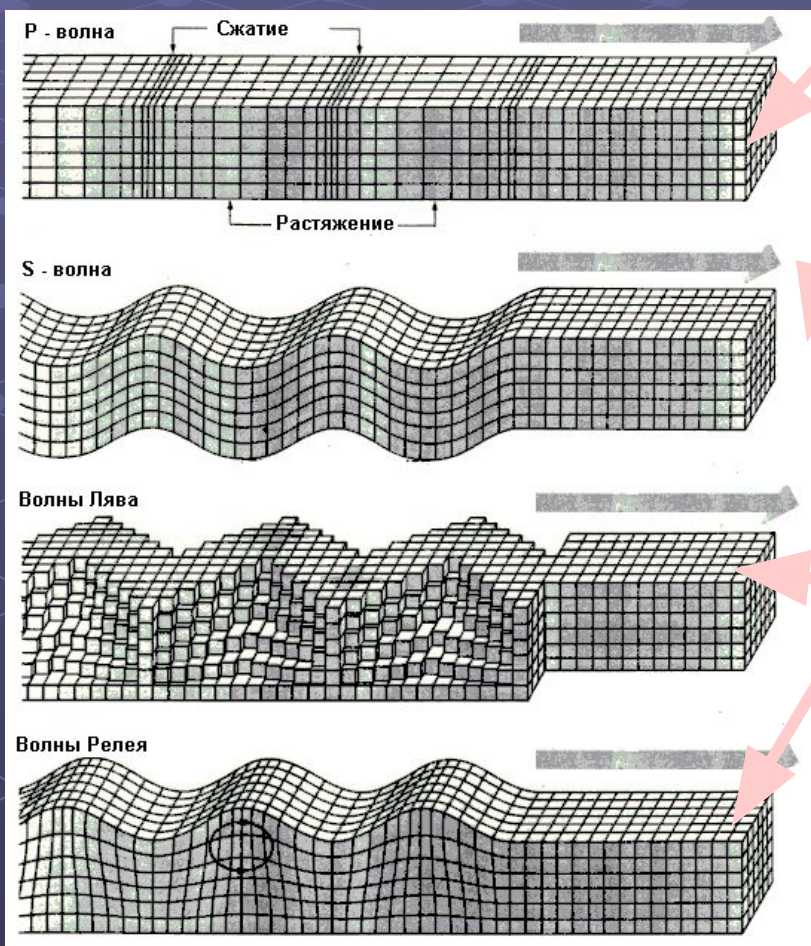 P - волна
Сжатие
Растяжение
S - волна
Волны Лява
Волны Релея